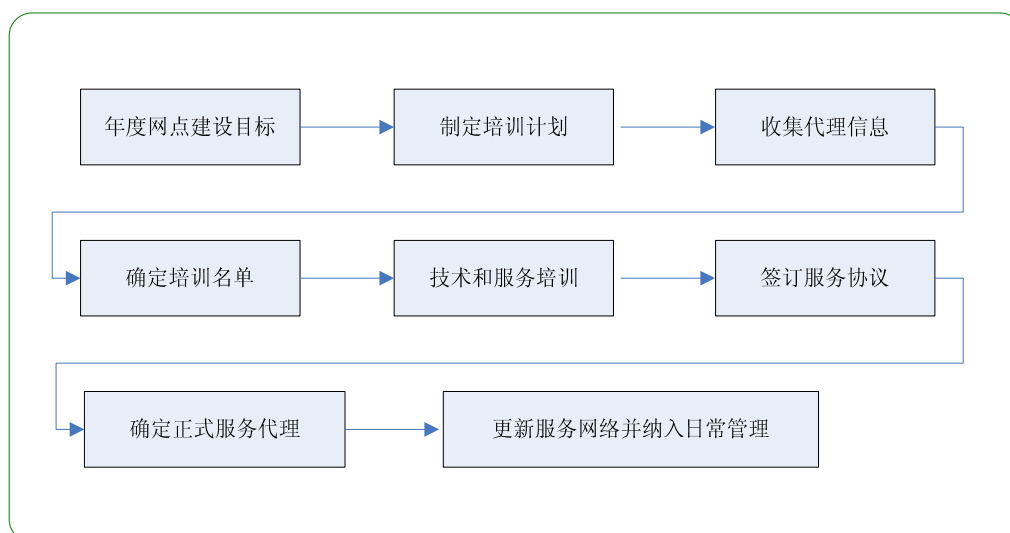 年度网点建设目标
制定培训计划
收集代理信息
确定培训名单
技术和服务培训
签订服务协议
确定正式服务代理
更新服务网络并纳入日常管理